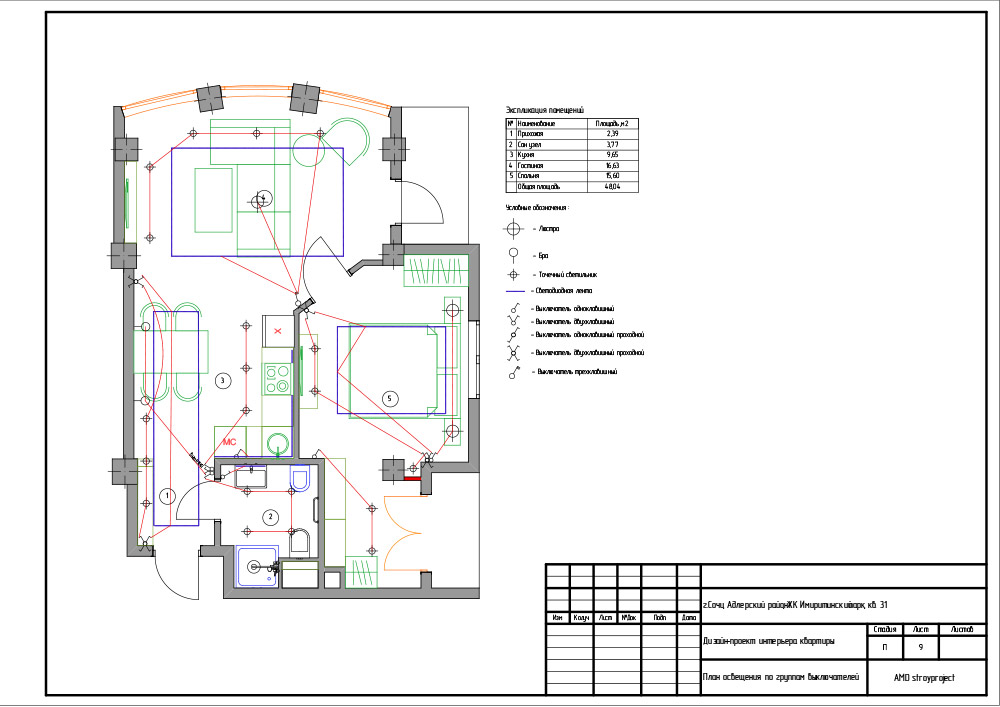 Экспликация помещений
№ Наименование Площадь,м2
1 Прихожая 2,39
2 Сан узел 3,77
3 Кухня 9,65
4 Гостиная 16,63
5 Спальня 15,60
Общая площадь 48,04
Условные обозначения :
- Люстра
- Бра
- Точечный светильник
- Светодиодная лента
- Выключатель одноклавишный
- Выключатель двухклавишный
- Выключатель одноклавишный проходной
- Выключатель двухклавишный проходной
- Выключатель трехклавишный
4
X
3
5
МС
1
2
г.Сочи, Адлерский район, ЖК Имиритинский парк, кв. 31
Изм. Кол.уч Лист №Док. Подп. Дата
Дизайн-проект интерьера квартиры
Стадия Лист Листов
П 9
План освещения по группам выключателей
AMD stroyproject